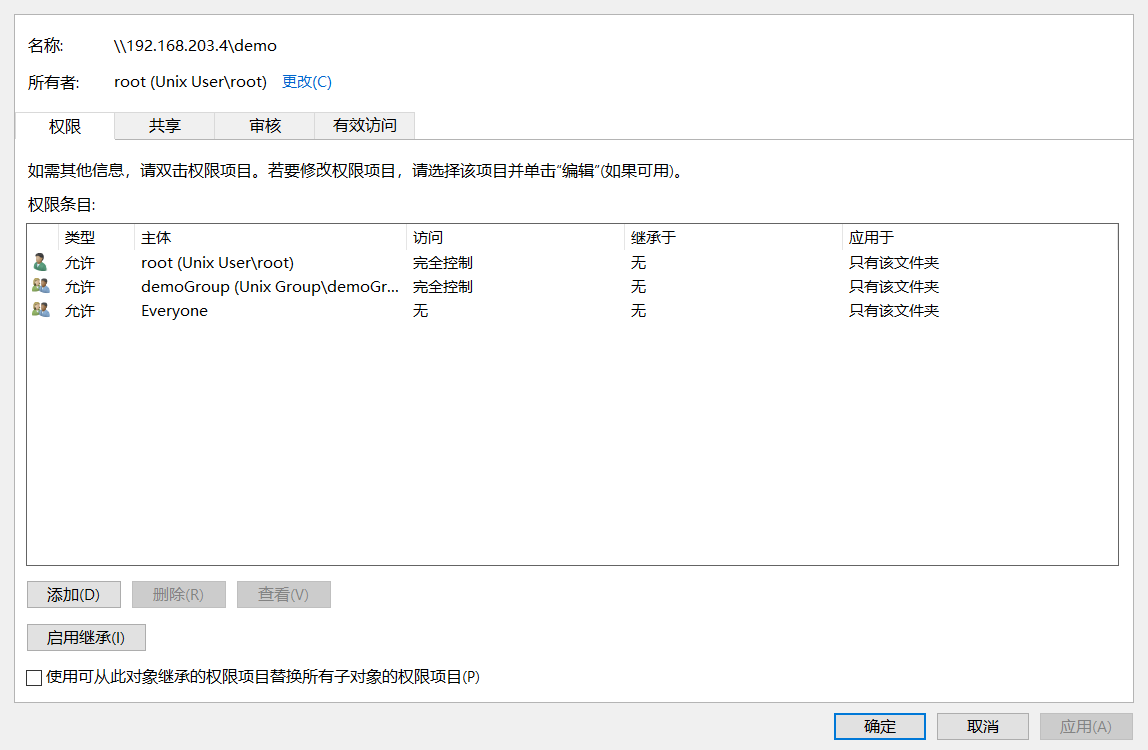 名称: \\192.168.203.4\demo
所有者: root (Unix User\root) 更改(C)
权限 共享 审核 有效访问
如需其他信息，请双击权限项目。若要修改权限项目，请选择该项目并单击“编辑”(如果可用)。
权限条目:
类型 主体 访问 继承于 应用于
允许 root (Unix User\root) 完全控制 无 只有该文件夹
允许 demoGroup (Unix Group\demoGr... 完全控制 无 只有该文件夹
允许 Everyone 无 无 只有该文件夹
添加(D) 删除(R) 查看(V)
启用继承(I)
使用可从此对象继承的权限项目替换所有子对象的权限项目(P)
确定 取消 应用(A)